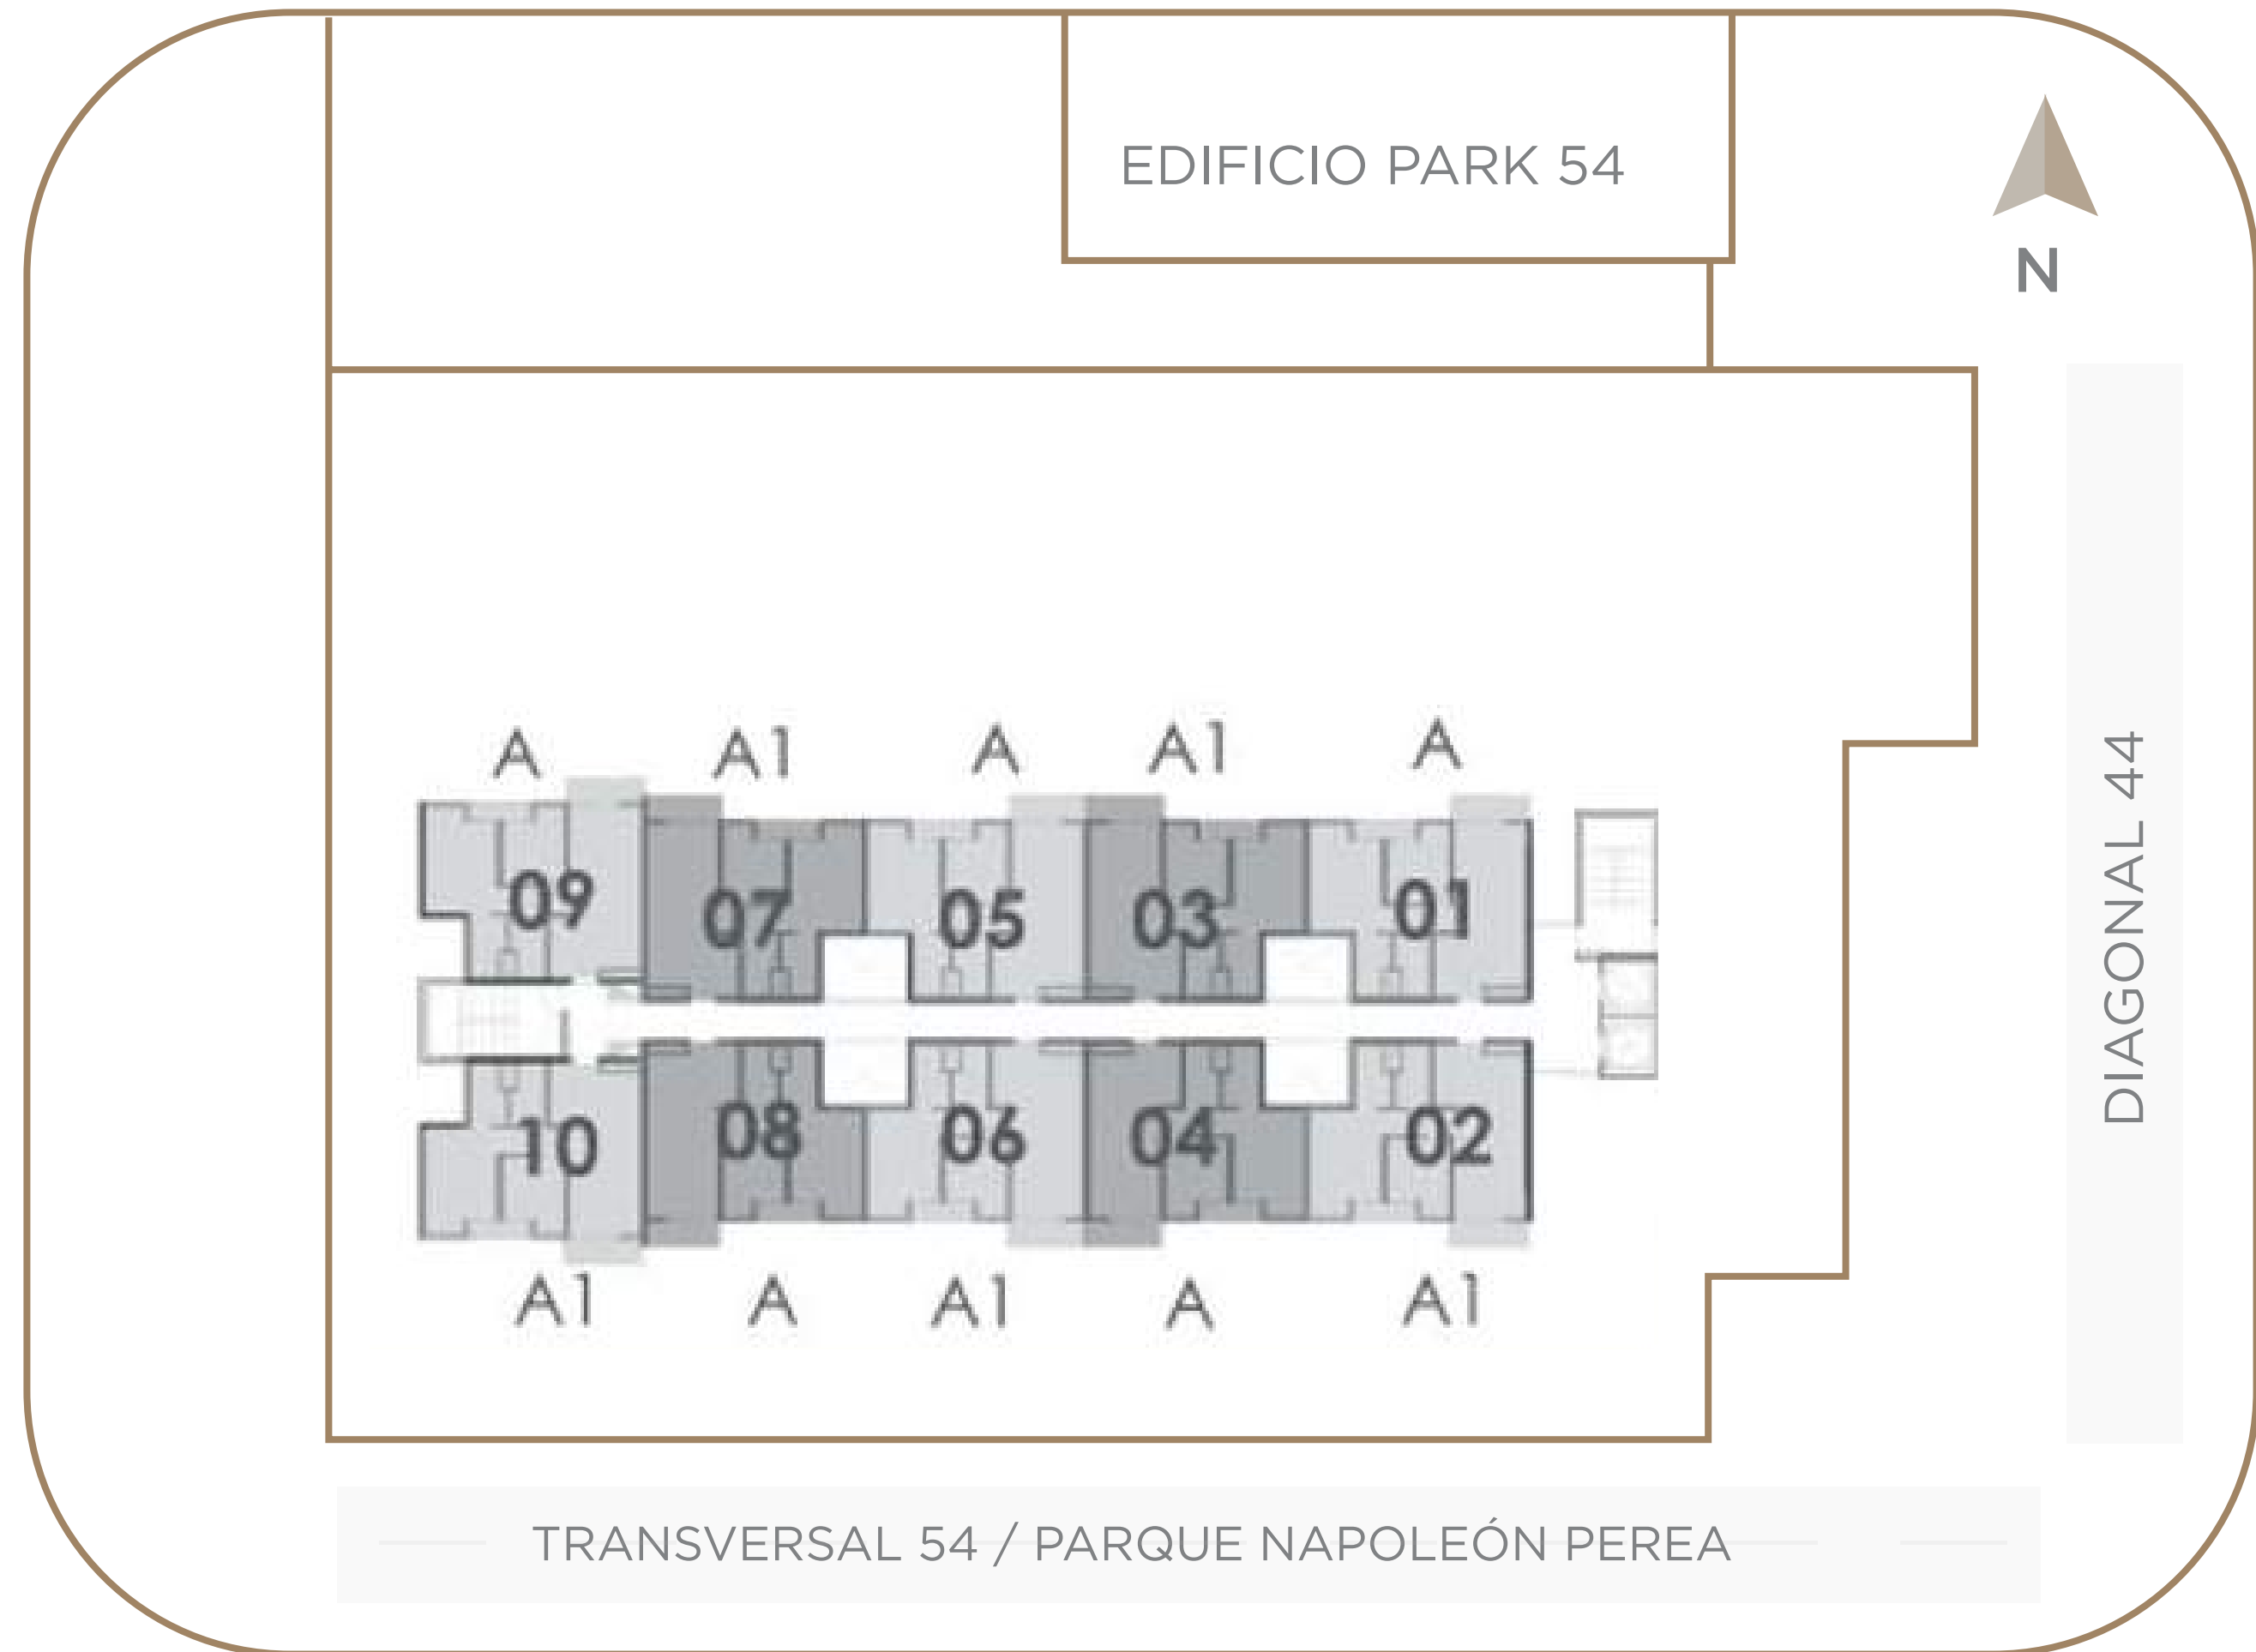 EDIFICIO PARK 54
N
A A1 A A1 A
09 07 05 03 01
10 08 06 04 02
A1 A A1 A A1
DIAGONAL 44
TRANSVERSAL 54 / PARQUE NAPOLEÓN PEREA